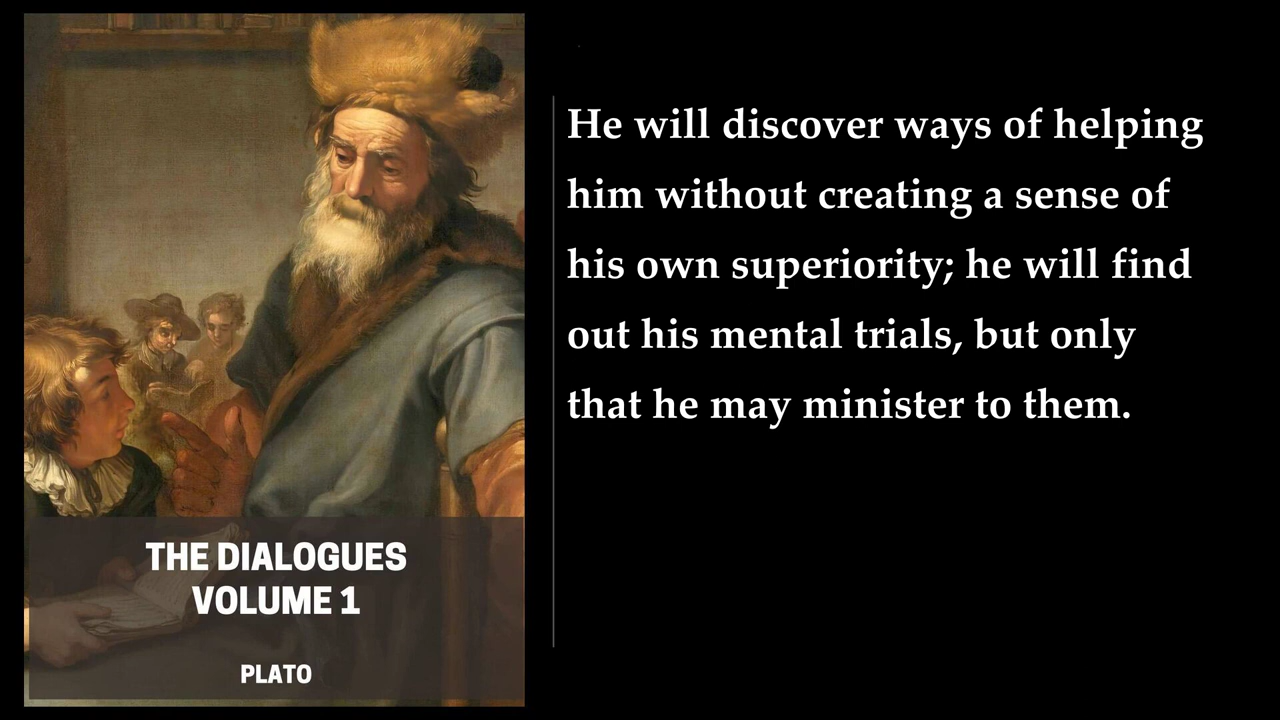 THE DIALOGUES
VOLUME 1
PLATO
He will discover ways of helping
him without creating a sense of
his own superiority; he will find
out his mental trials, but only
that he may minister to them.